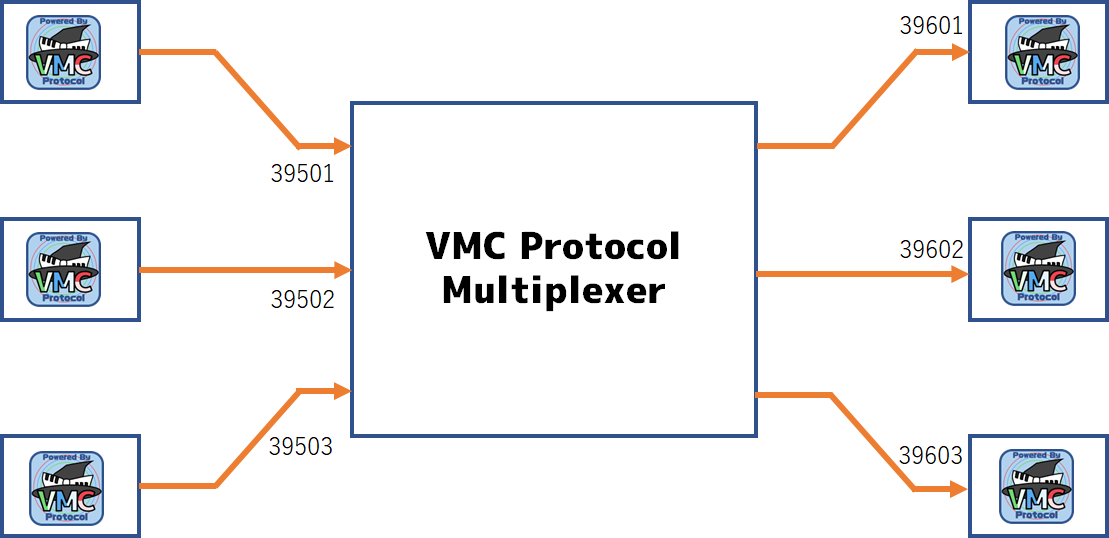 Powered By
VMC
Protocol
39501
Powered By
VMC
Protocol
39502
Powered By
VMC
Protocol
39503
VMC Protocol
Multiplexer
39601
Powered By
VMC
Protocol
39602
Powered By
VMC
Protocol
39603
Powered By
VMC
Protocol